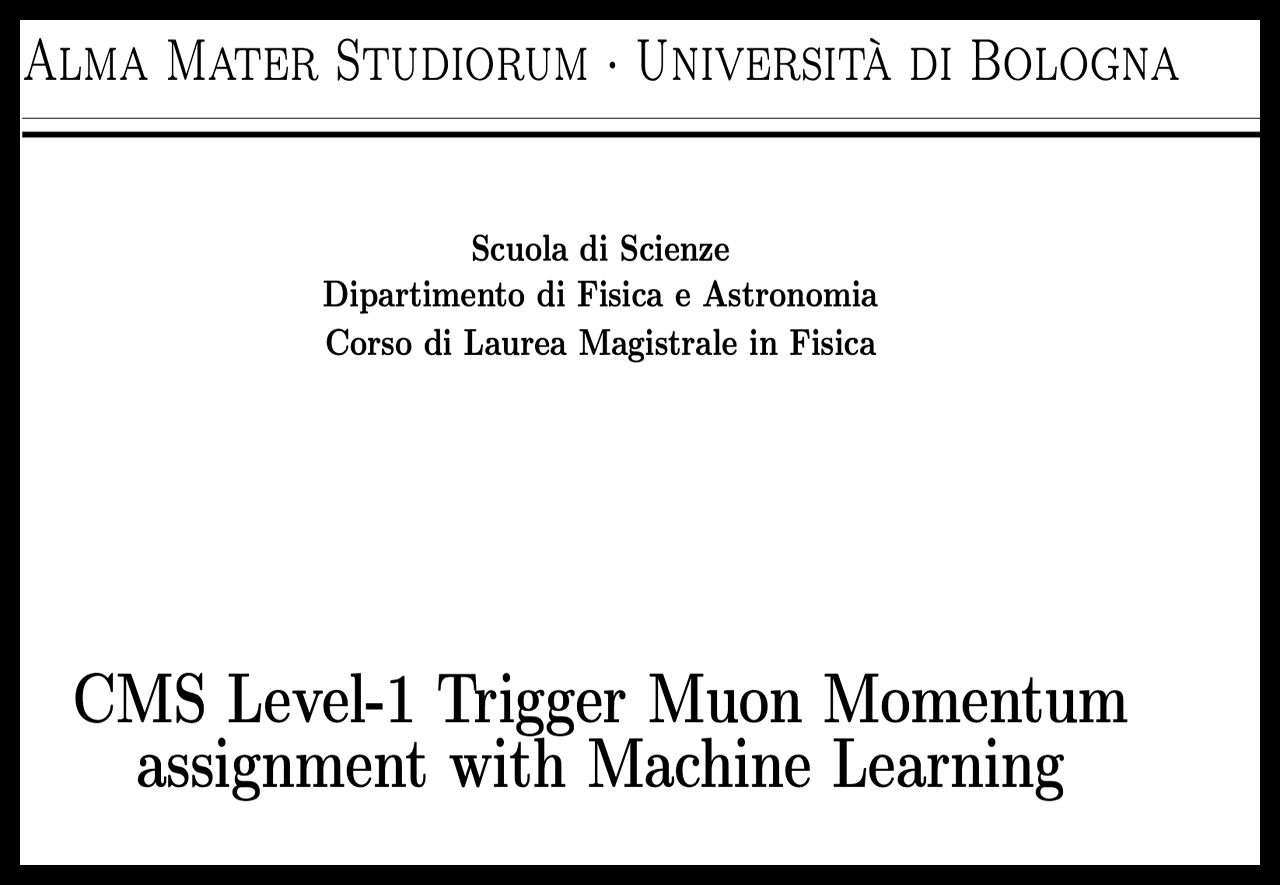 ALMA MATER STUDIORUM · UNIVERSITÀ DI BOLOGNA
Scuola di Scienze
Dipartimento di Fisica e Astronomia
Corso di Laurea Magistrale in Fisica
CMS Level-1 Trigger Muon Momentum
assignment with Machine Learning